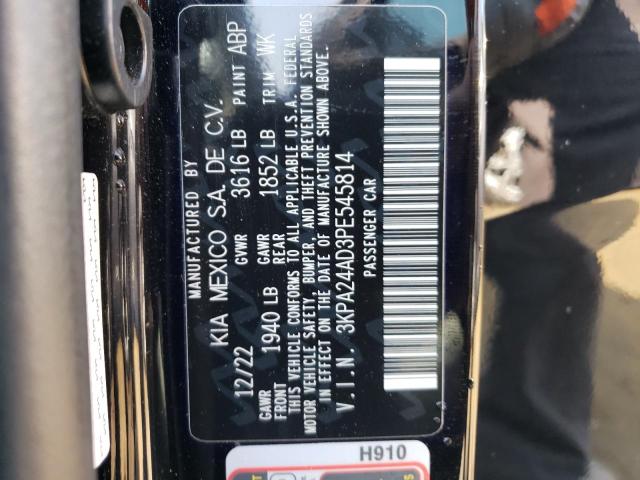 MANUFACTURED BY
KIA MEXICO S.A. DE C.V.
12/22 GVWR 3616 LB PAINT ABP
GAWR FRONT 1940 LB GAWR REAR 1852 LB TRIM WK
THIS VEHICLE CONFORMS TO ALL APPLICABLE U.S.A. FEDERAL
MOTOR VEHICLE SAFETY, BUMPER, AND THEFT PREVENTION STANDARDS
IN EFFECT ON THE DATE OF MANUFACTURE SHOWN ABOVE.
V.I.N. 3KPA24AD3PE545814
PASSENGER CAR
H910